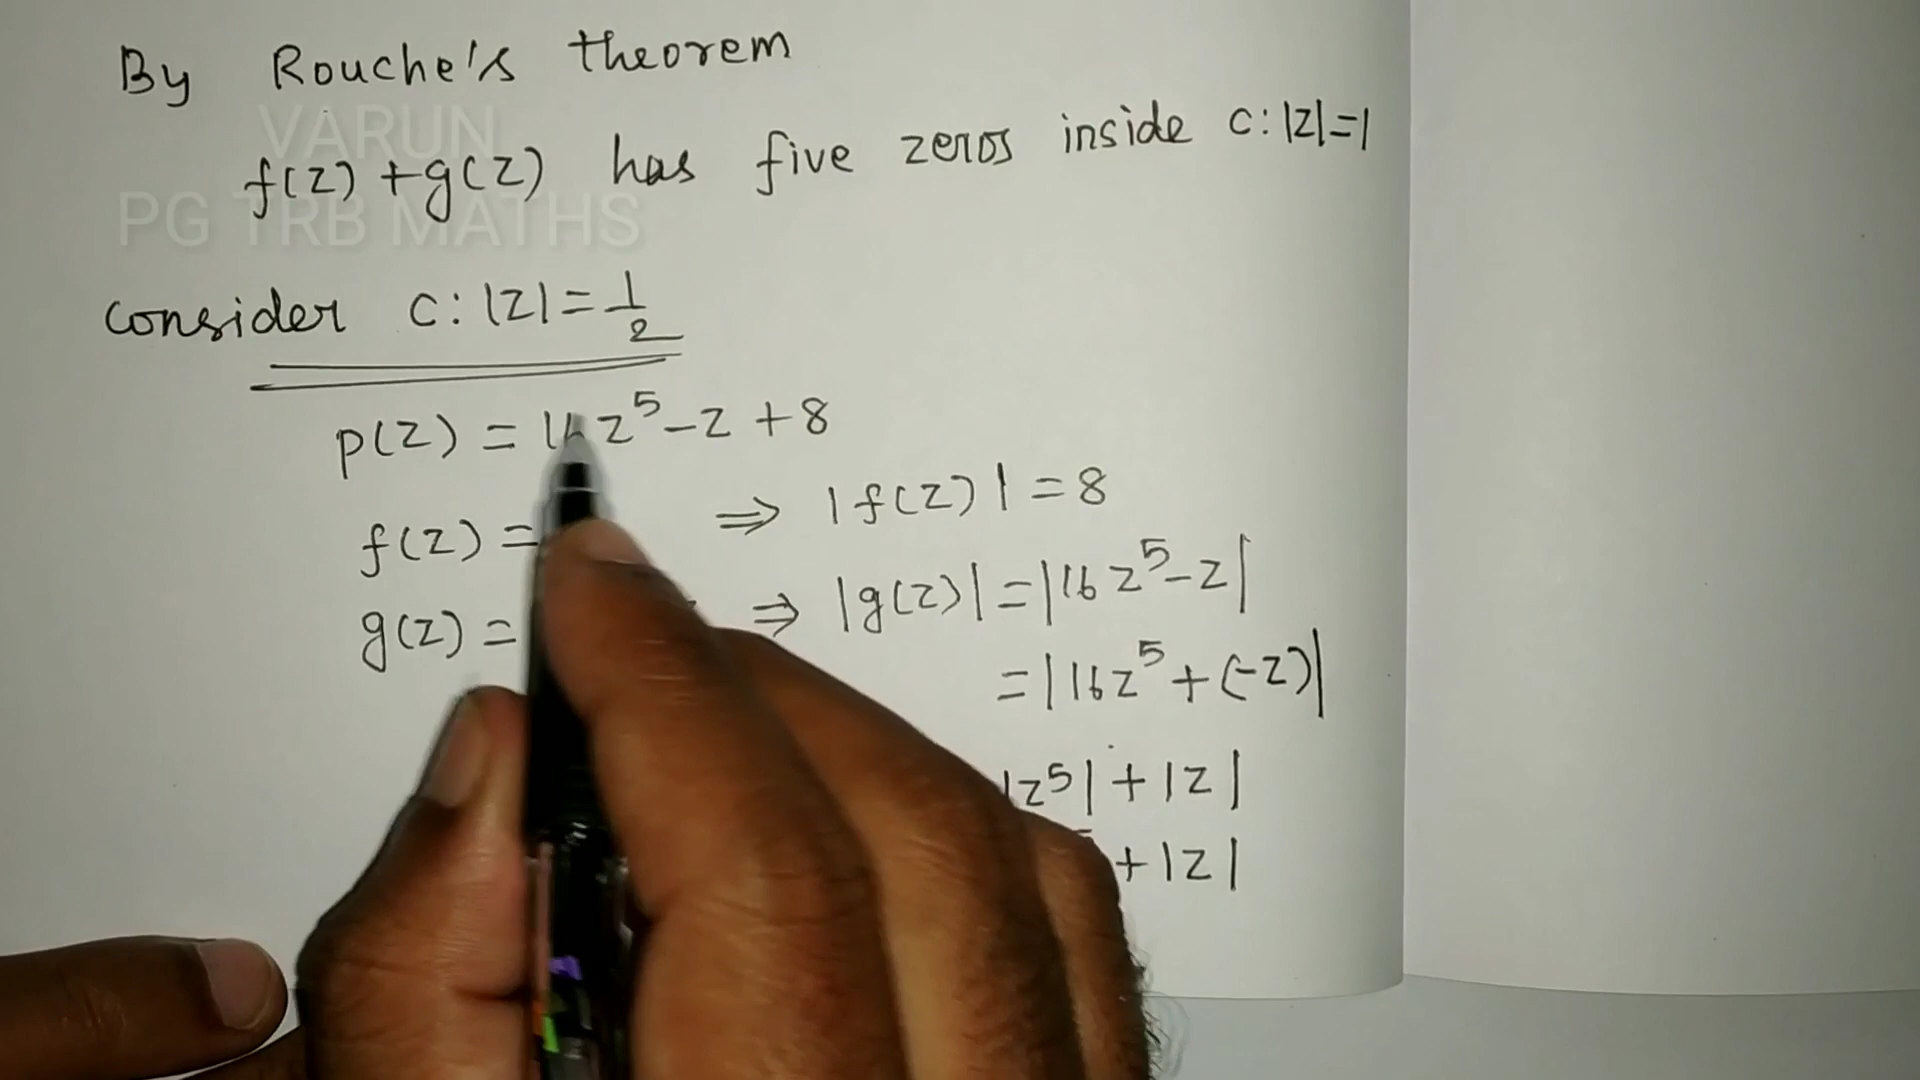 By Rouche's theorem
VARUN
f(z) + g(z) has five zeros inside c: |z|=1
PG TRB MATHS
consider c: |z| = 1/2
p(z) = 16z⁵ - z + 8
f(z) = ⇒ |f(z)| = 8
g(z) = ⇒ |g(z)| = |16z⁵ - z|
= |16z⁵ + (-z)|
|z⁵| + |z|
+ |z|